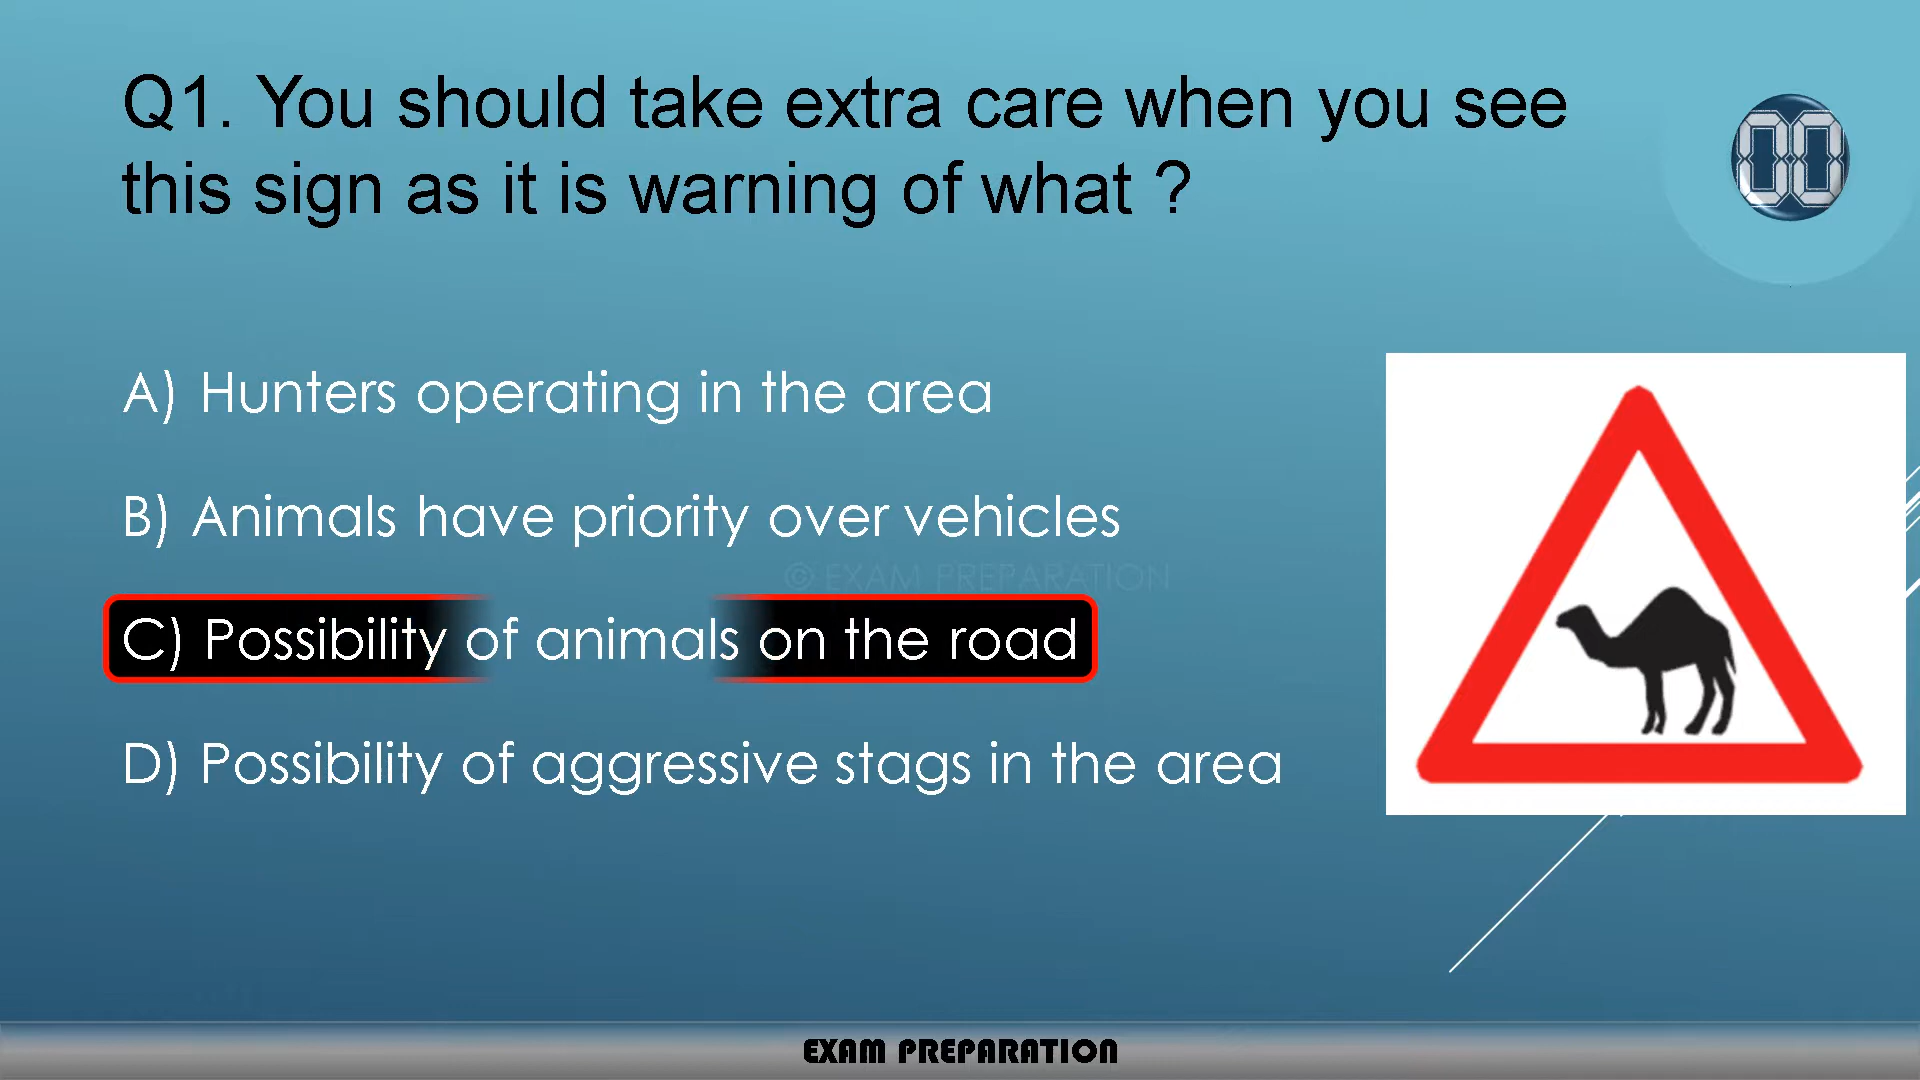 Q1. You should take extra care when you see
this sign as it is warning of what ?
00
A) Hunters operating in the area
B) Animals have priority over vehicles
© EXAM PREPARATION
C) Possibility of animals on the road
D) Possibility of aggressive stags in the area
EXAM PREPARATION